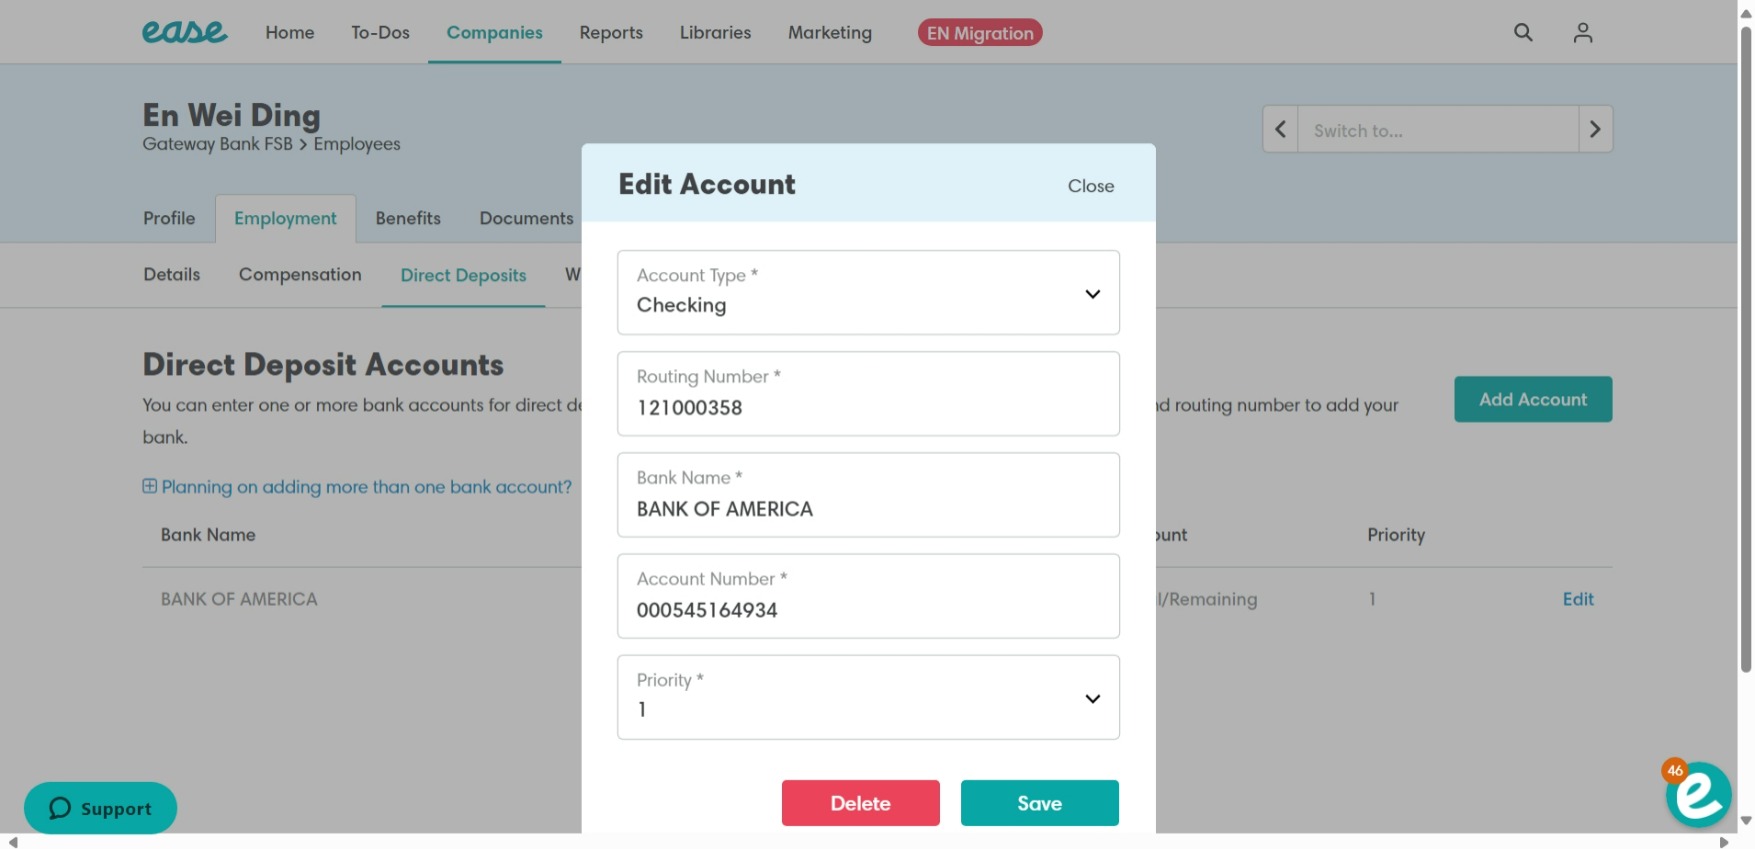 ease Home To-Dos Companies Reports Libraries Marketing EN Migration
En Wei Ding
Gateway Bank FSB > Employees
Switch to...
Profile Employment Benefits Documents
Details Compensation Direct Deposits W
Edit Account Close
Account Type *
Checking
Routing Number *
121000358
Bank Name *
BANK OF AMERICA
Account Number *
000545164934
Priority *
1
Delete Save
Direct Deposit Accounts
You can enter one or more bank accounts for direct de
nd routing number to add your
bank.
Add Account
Planning on adding more than one bank account?
Bank Name ount Priority
BANK OF AMERICA l/Remaining 1 Edit
Support
46
e